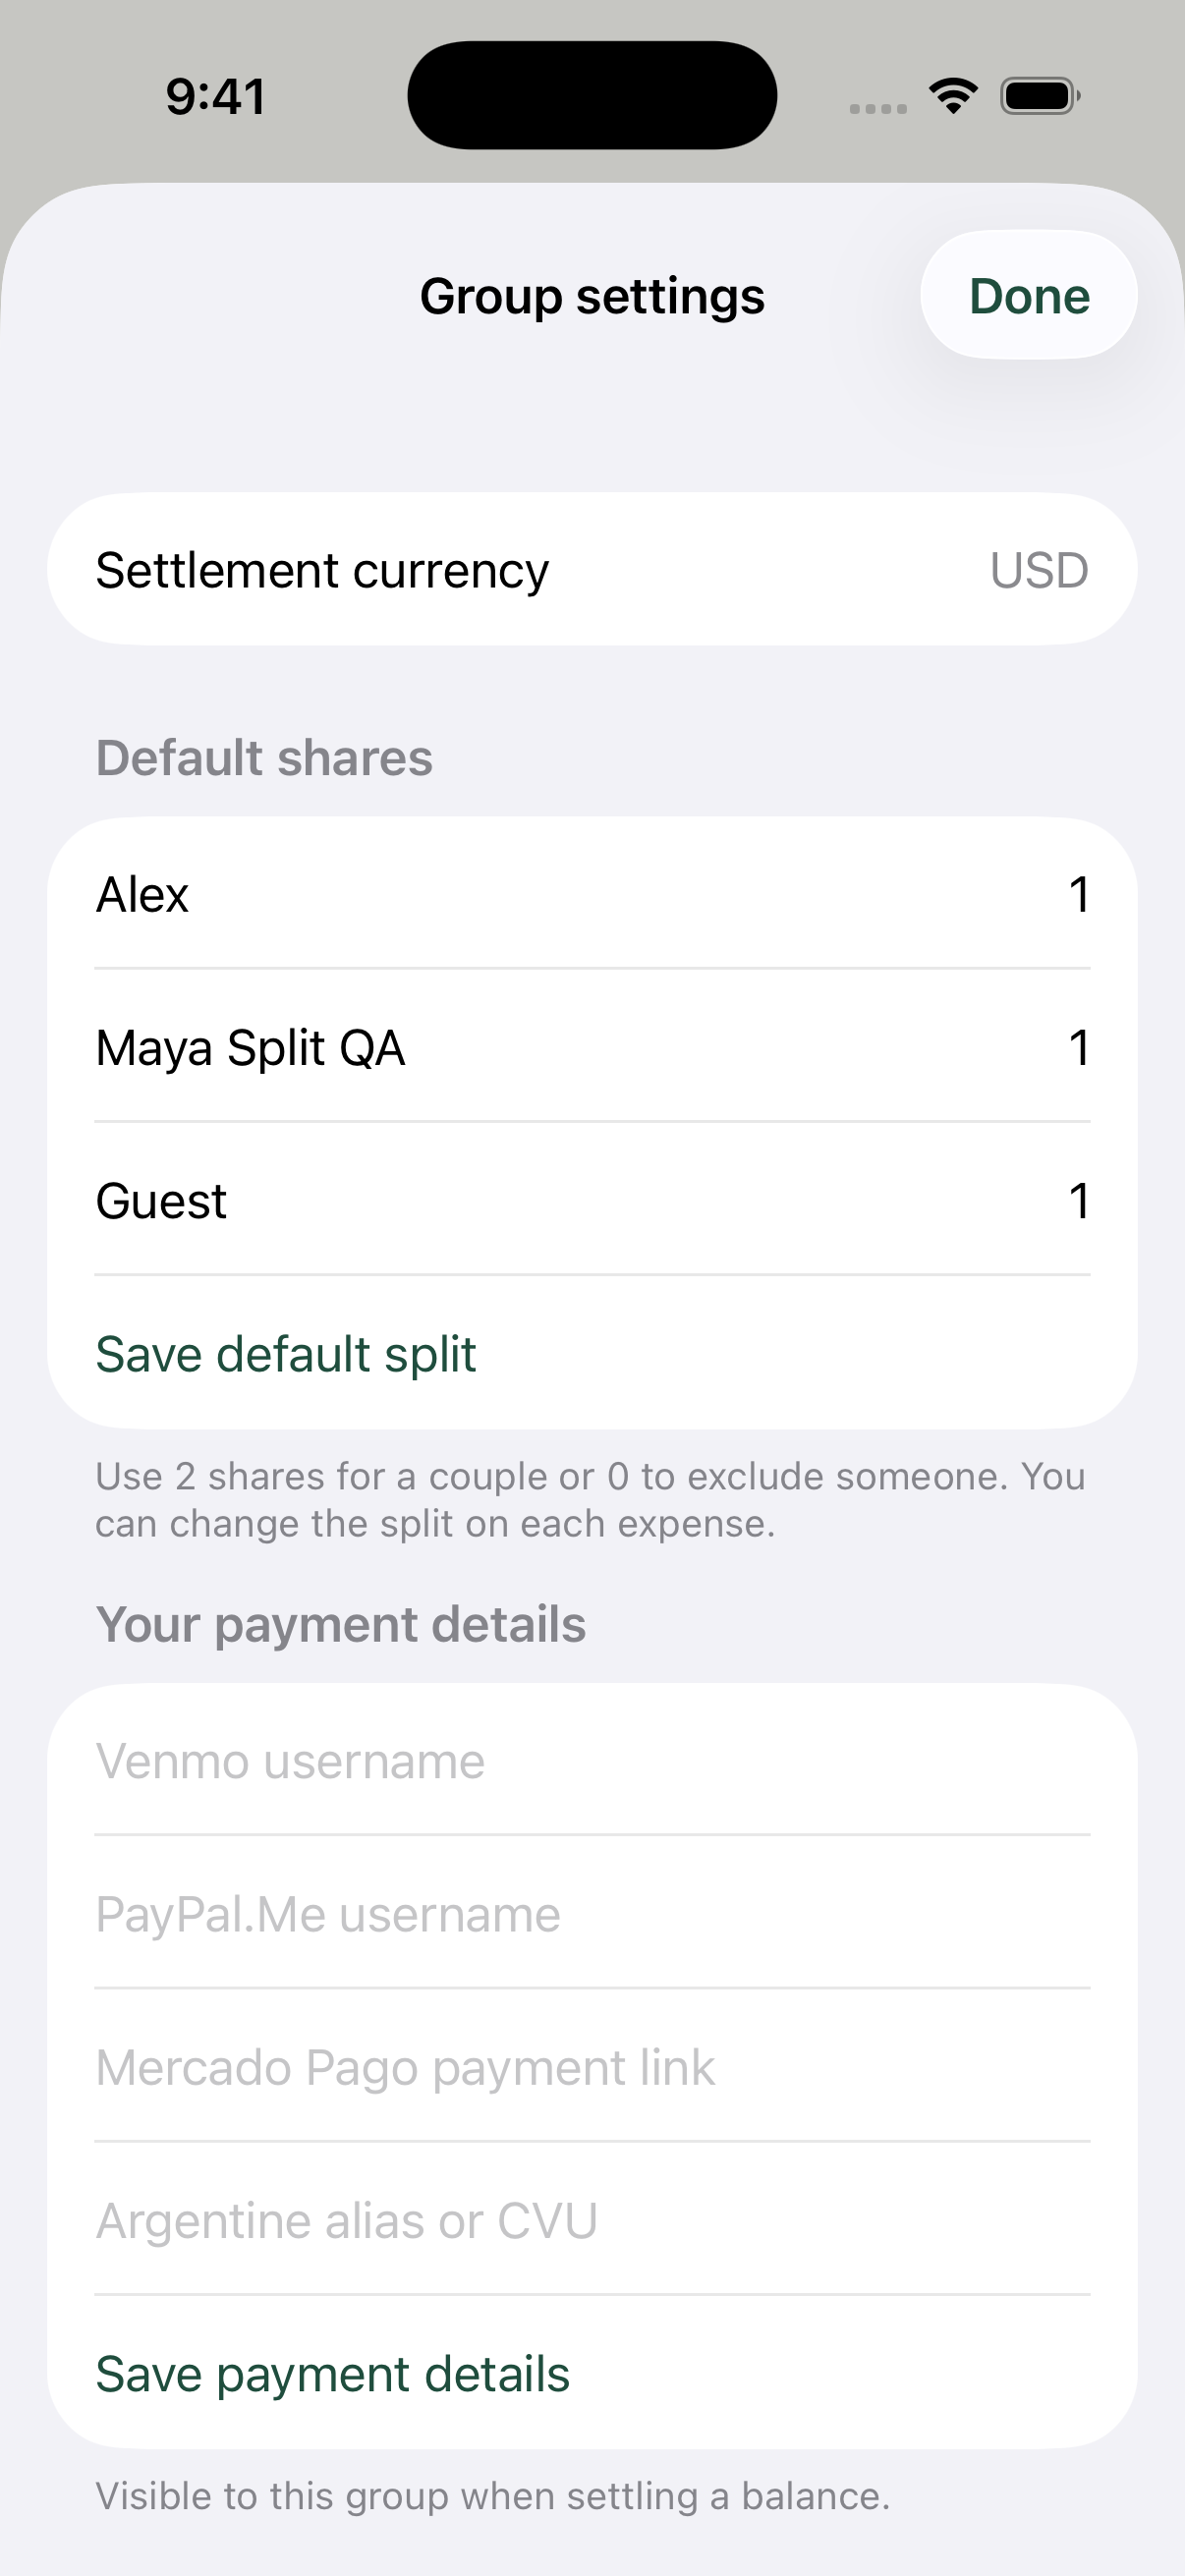 9:41
Group settings
Done
Settlement currency USD
Default shares
Alex 1
Maya Split QA 1
Guest 1
Save default split
Use 2 shares for a couple or 0 to exclude someone. You
can change the split on each expense.
Your payment details
Venmo username
PayPal.Me username
Mercado Pago payment link
Argentine alias or CVU
Save payment details
Visible to this group when settling a balance.